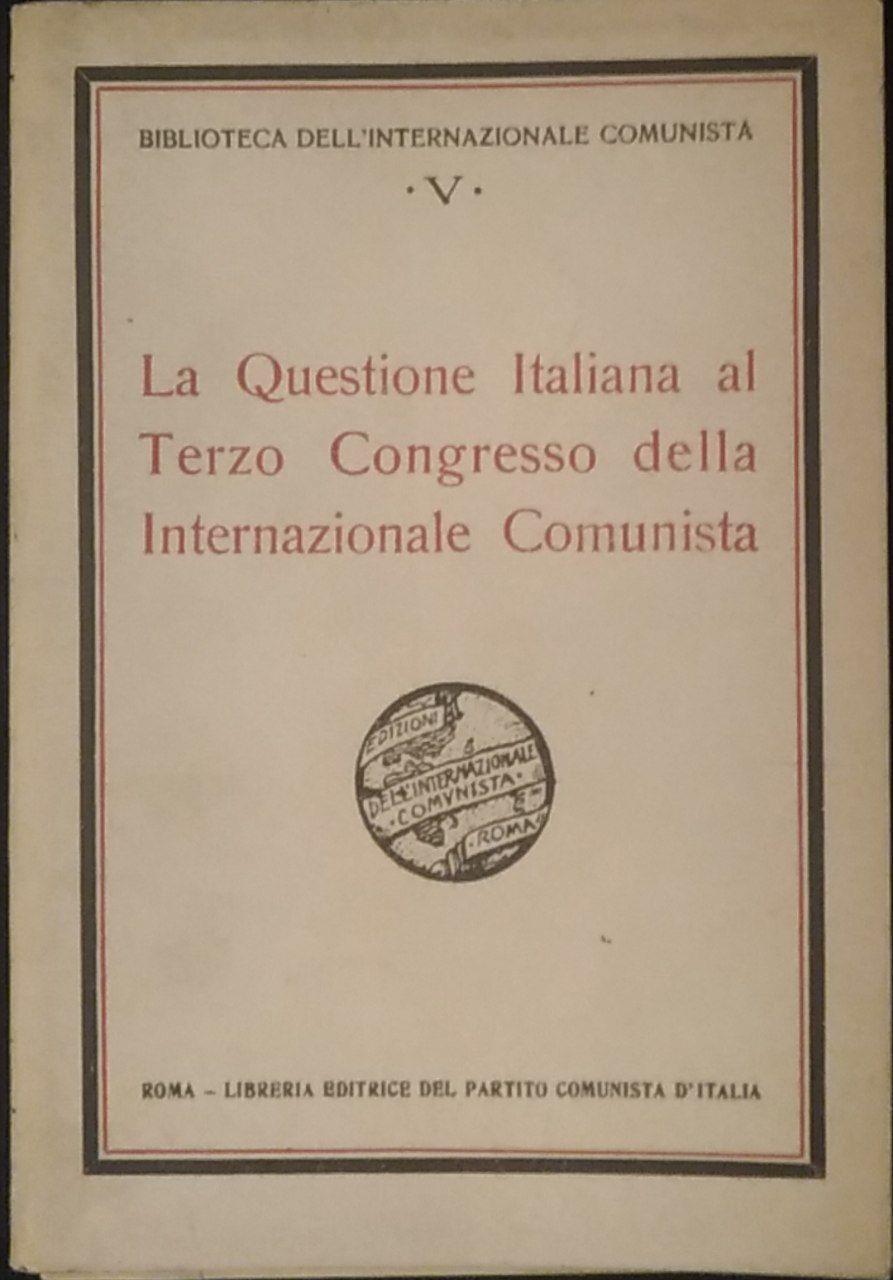 BIBLIOTECA DELL'INTERNAZIONALE COMUNISTA
· V ·
La Questione Italiana al
Terzo Congresso della
Internazionale Comunista
EDIZIONI
DELL'INTERNAZIONALE
·COMVNISTA·
·ROMA
ROMA – LIBRERIA EDITRICE DEL PARTITO COMUNISTA D'ITALIA